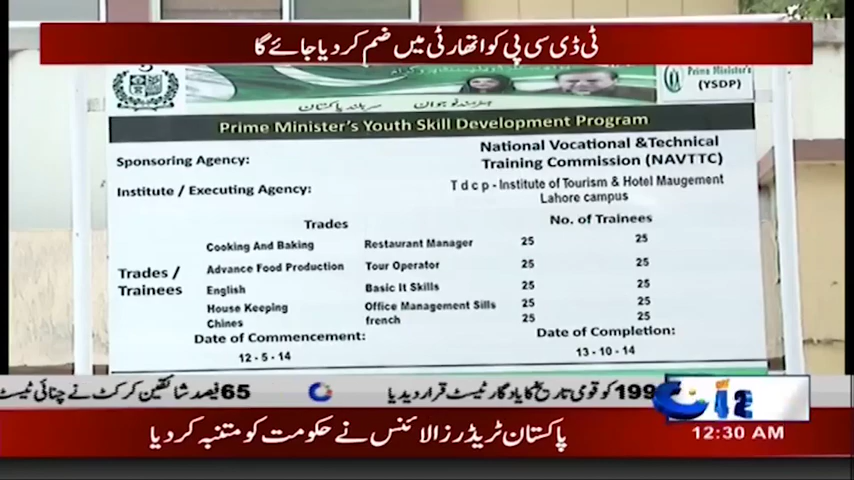 ٹی ڈی سی پی کو اتھارٹی میں ضم کر دیا جائے گا
ہنرمند نوجوان سربلند پاکستان
Prime Minister's
(YSDP)
Prime Minister's Youth Skill Development Program
Sponsoring Agency: National Vocational &Technical
Training Commission (NAVTTC)
Institute / Executing Agency: T d c p - Institute of Tourism & Hotel Maugement
Lahore campus
Trades No. of Trainees
Cooking And Baking Restaurant Manager 25 25
Trades / Trainees
Advance Food Production Tour Operator 25 25
English Basic It Skills 25 25
House Keeping Office Management Sills 25 25
Chines french 25 25
Date of Commencement: Date of Completion:
12-5-14 13-10-14
65 فیصد شائقین کرکٹ نے چنائی ٹیسٹ
199 کو قومی تاریخ کا یادگار ٹیسٹ قرار دیدیا
42
پاکستان ٹریڈرز الائنس نے حکومت کو متنبہ کر دیا
12:30 AM